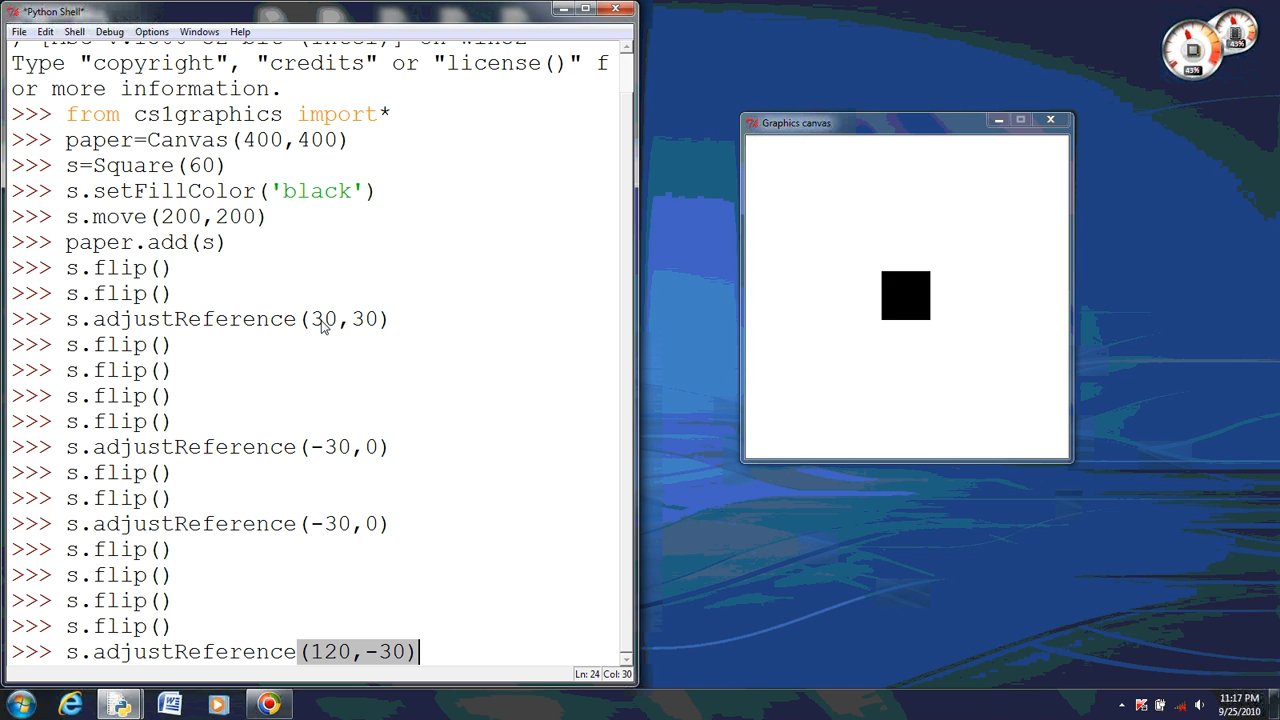 *Python Shell*
File Edit Shell Debug Options Windows Help
Type "copyright", "credits" or "license()" f
or more information.
>>> from cs1graphics import*
>>> paper=Canvas(400,400)
>>> s=Square(60)
>>> s.setFillColor('black')
>>> s.move(200,200)
>>> paper.add(s)
>>> s.flip()
>>> s.flip()
>>> s.adjustReference(30,30)
>>> s.flip()
>>> s.flip()
>>> s.flip()
>>> s.flip()
>>> s.adjustReference(-30,0)
>>> s.flip()
>>> s.flip()
>>> s.adjustReference(-30,0)
>>> s.flip()
>>> s.flip()
>>> s.flip()
>>> s.flip()
>>> s.adjustReference(120,-30)
Ln: 24 Col: 30
Graphics canvas
43%
43%
11:17 PM
9/25/2010